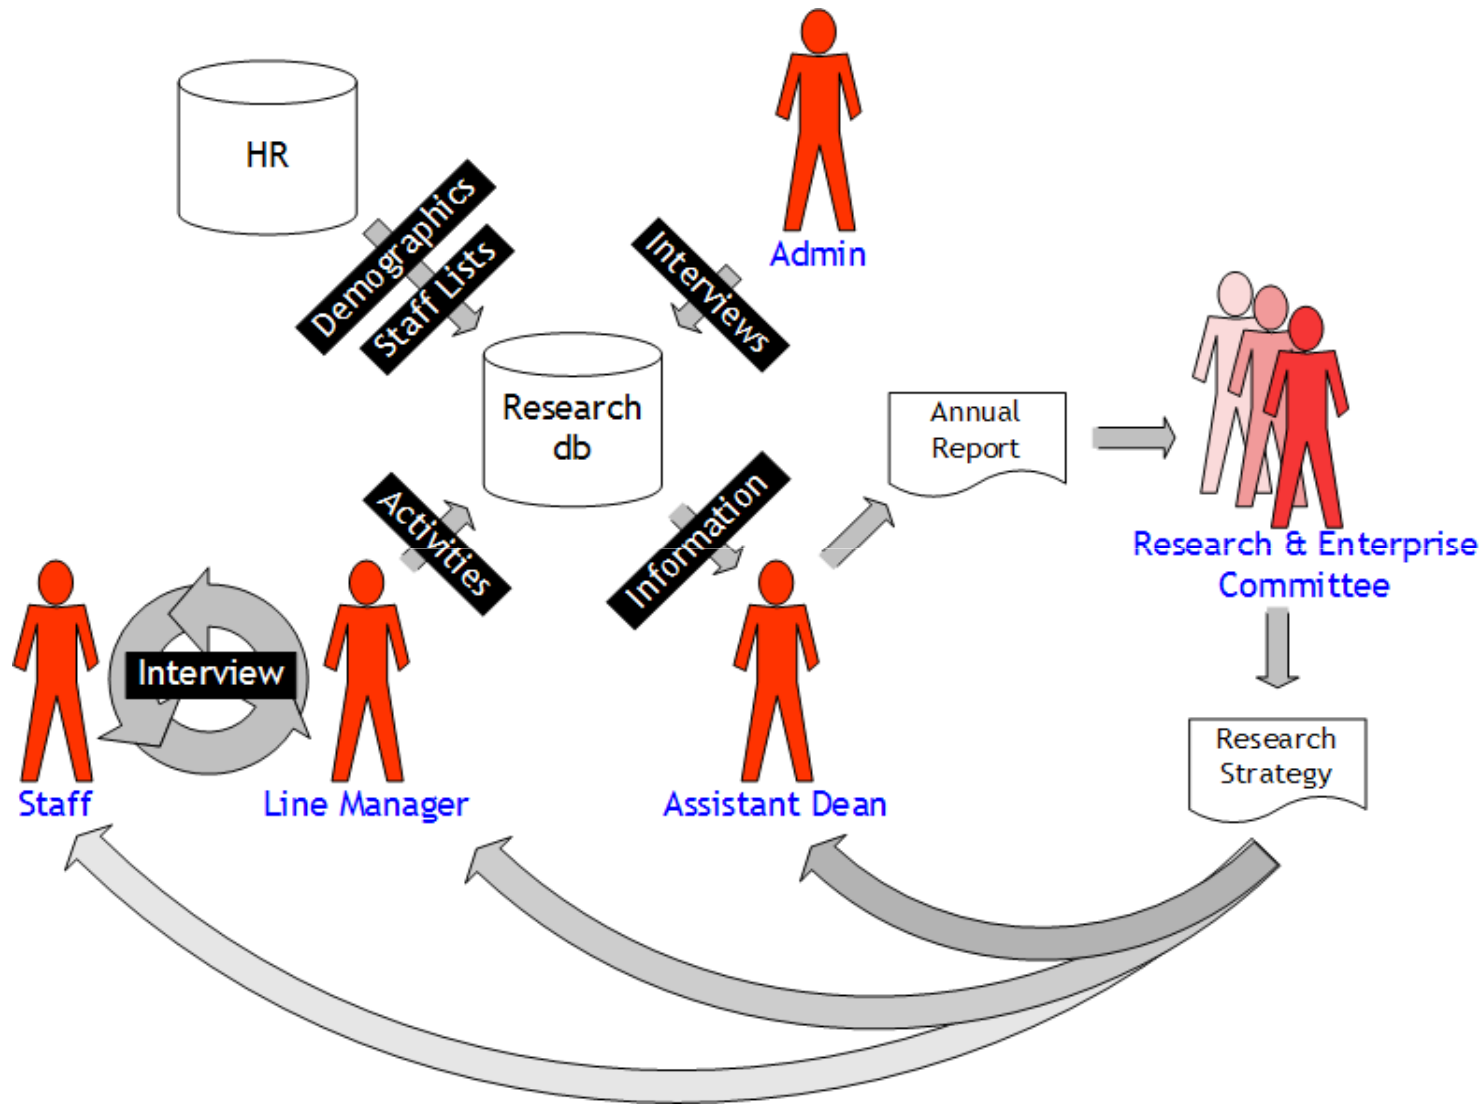 HR
Demographics
Staff Lists
Interviews
Admin
Research
db
Annual
Report
Activities
Information
Research & Enterprise
Committee
Interview
Staff
Line Manager
Assistant Dean
Research
Strategy